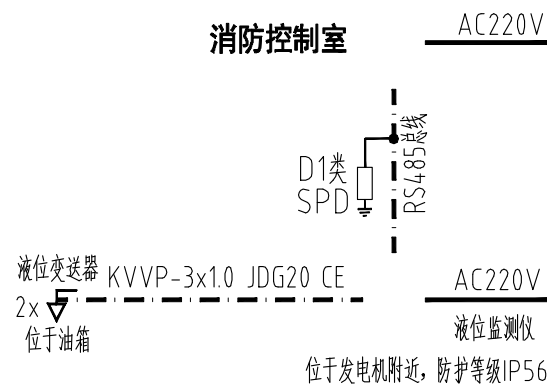 消防控制室
AC220V
RS485总线
D1类
SPD
液位变送器
KVVP-3x1.0 JDG20 CE
AC220V
2x
位于油箱
液位监测仪
位于发电机附近，防护等级IP56